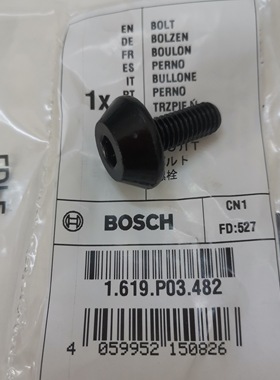 EN BOLT
DE BOLZEN
FR BOULON
ES PERNO
IT BULLONE
PT PERNO
1x
TRZPIEŃ
CN1
FD:527
BOSCH
1.619.P03.482
4 059952 150826